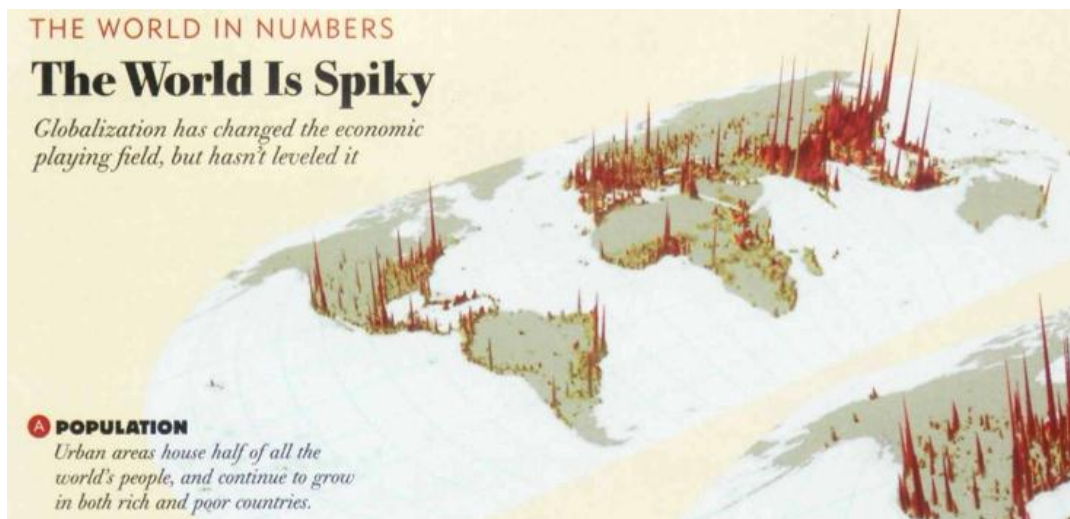 THE WORLD IN NUMBERS
The World Is Spiky
Globalization has changed the economic
playing field, but hasn't leveled it
A POPULATION
Urban areas house half of all the
world's people, and continue to grow
in both rich and poor countries.